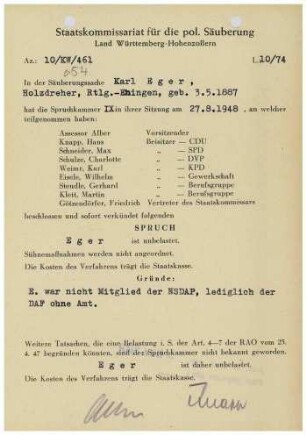 Staatskommissariat für die pol. Säuberung
Land Württemberg-Hohenzollern
Az.: 10/KW/461
L 10/74
054
In der Säuberungssache Karl Eger,
Holzdreher, Rtlg.-Ehingen, geb. 3.5.1887
hat die Spruchkammer IX in ihrer Sitzung am 27.8.1948, an welcher
teilgenommen haben:
Assessor Alber Vorsitzender
Knapp, Hans Beisitzer — CDU
Schneider, Max „ — SPD
Schulze, Charlotte „ — DVP
Weimer, Karl „ — KPD
Eisele, Wilhelm „ — Gewerkschaft
Stendle, Gerhard „ — Berufsgruppe
Klett, Martin „ — Berufsgruppe
Götzendörfer, Friedrich Vertreter des Staatskommissars
beschlossen und sofort verkündet folgenden
SPRUCH
Eger ist unbelastet.
Sühnemaßnahmen werden nicht angeordnet.
Die Kosten des Verfahrens trägt die Staatskasse.
Gründe:
E. war nicht Mitglied der NSDAP, lediglich der
DAF ohne Amt.
Weitere Tatsachen, die eine Belastung i. S. der Art. 4—7 der RAO vom 25.
4. 47 begründen könnten, sind der Spruchkammer nicht bekannt geworden.
Eger ist daher unbelastet.
Die Kosten des Verfahrens trägt die Staatskasse.
Alber Knapp